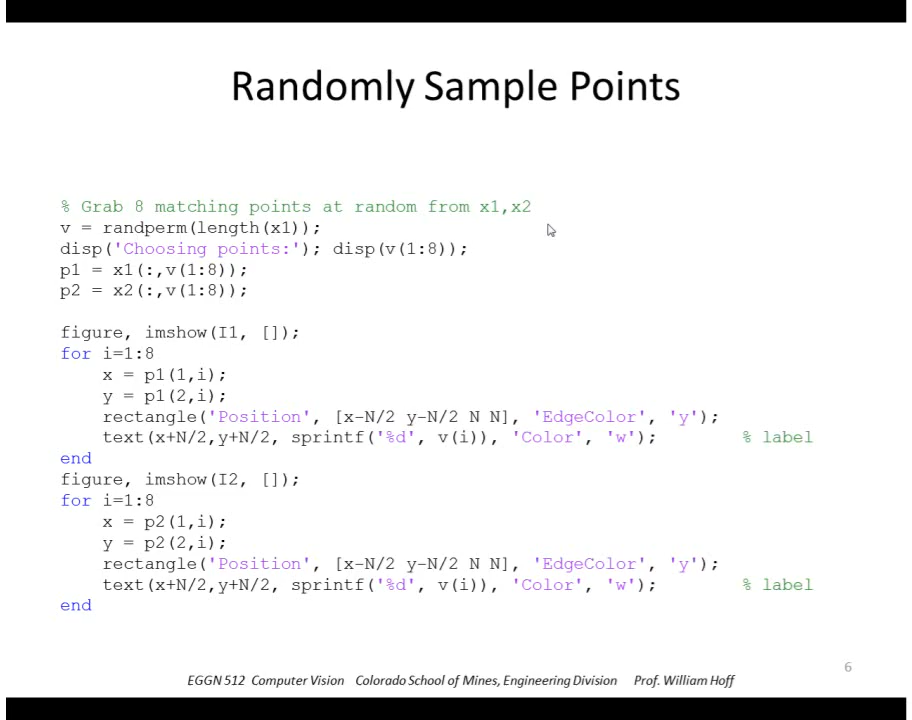 Randomly Sample Points
% Grab 8 matching points at random from x1,x2
v = randperm(length(x1));
disp('Choosing points:'); disp(v(1:8));
p1 = x1(:,v(1:8));
p2 = x2(:,v(1:8));
figure, imshow(I1, []);
for i=1:8
    x = p1(1,i);
    y = p1(2,i);
    rectangle('Position', [x-N/2 y-N/2 N N], 'EdgeColor', 'y');
    text(x+N/2,y+N/2, sprintf('%d', v(i)), 'Color', 'w');        % label
end
figure, imshow(I2, []);
for i=1:8
    x = p2(1,i);
    y = p2(2,i);
    rectangle('Position', [x-N/2 y-N/2 N N], 'EdgeColor', 'y');
    text(x+N/2,y+N/2, sprintf('%d', v(i)), 'Color', 'w');        % label
end
6
EGGN 512 Computer Vision Colorado School of Mines, Engineering Division Prof. William Hoff